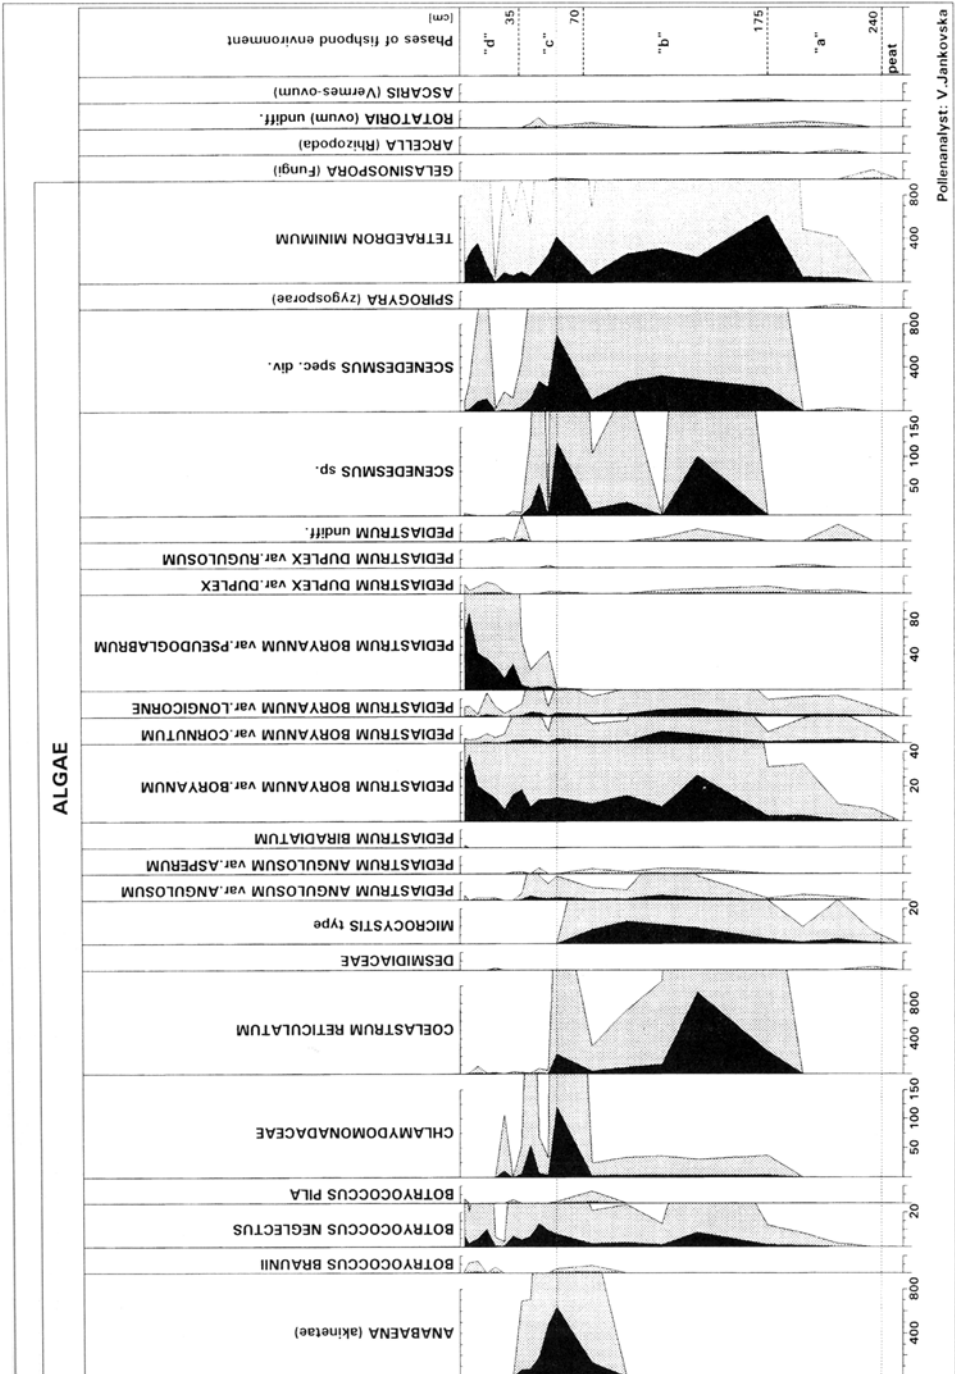 Phases of fishpond environment
[cm]
"d"
35
"c"
70
"b"
175
"a"
240
peat
ASCARIS (Vermes-ovum)
ROTATORIA (ovum) undiff.
ARCELLA (Rhizopoda)
GELASINOSPORA (Fungi)
TETRAEDRON MINIMUM
400
800
SPIROGYRA (zygosporae)
SCENEDESMUS spec. div.
400
800
SCENEDESMUS sp.
50
100
150
PEDIASTRUM undiff.
PEDIASTRUM DUPLEX var.RUGULOSUM
PEDIASTRUM DUPLEX var.DUPLEX
PEDIASTRUM BORYANUM var.PSEUDOGLABRUM
40
80
PEDIASTRUM BORYANUM var.LONGICORNE
PEDIASTRUM BORYANUM var.CORNUTUM
PEDIASTRUM BORYANUM var.BORYANUM
20
40
PEDIASTRUM BIRADIATUM
PEDIASTRUM ANGULOSUM var.ASPERUM
PEDIASTRUM ANGULOSUM var.ANGULOSUM
MICROCYSTIS type
20
DESMIDIACEAE
COELASTRUM RETICULATUM
400
800
CHLAMYDOMONADACEAE
50
100
150
BOTRYOCOCCUS PILA
BOTRYOCOCCUS NEGLECTUS
20
BOTRYOCOCCUS BRAUNII
ANABAENA (akinetae)
400
800
ALGAE
Pollenanalyst: V.Jankovska